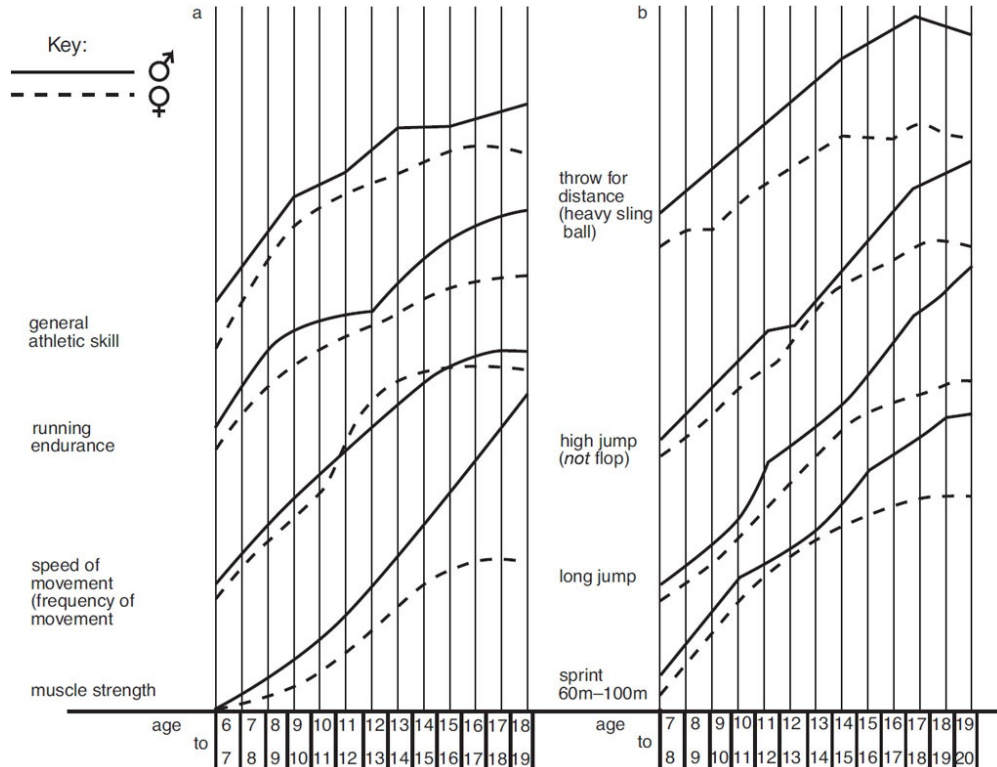 a
b
Key:
♂
♀
general
athletic skill
running
endurance
speed of
movement
(frequency of
movement
muscle strength
throw for
distance
(heavy sling
ball)
high jump
(not flop)
long jump
sprint
60m–100m
age 6 7 8 9 10 11 12 13 14 15 16 17 18
to 7 8 9 10 11 12 13 14 15 16 17 18 19
age 7 8 9 10 11 12 13 14 15 16 17 18 19
to 8 9 10 11 12 13 14 15 16 17 18 19 20